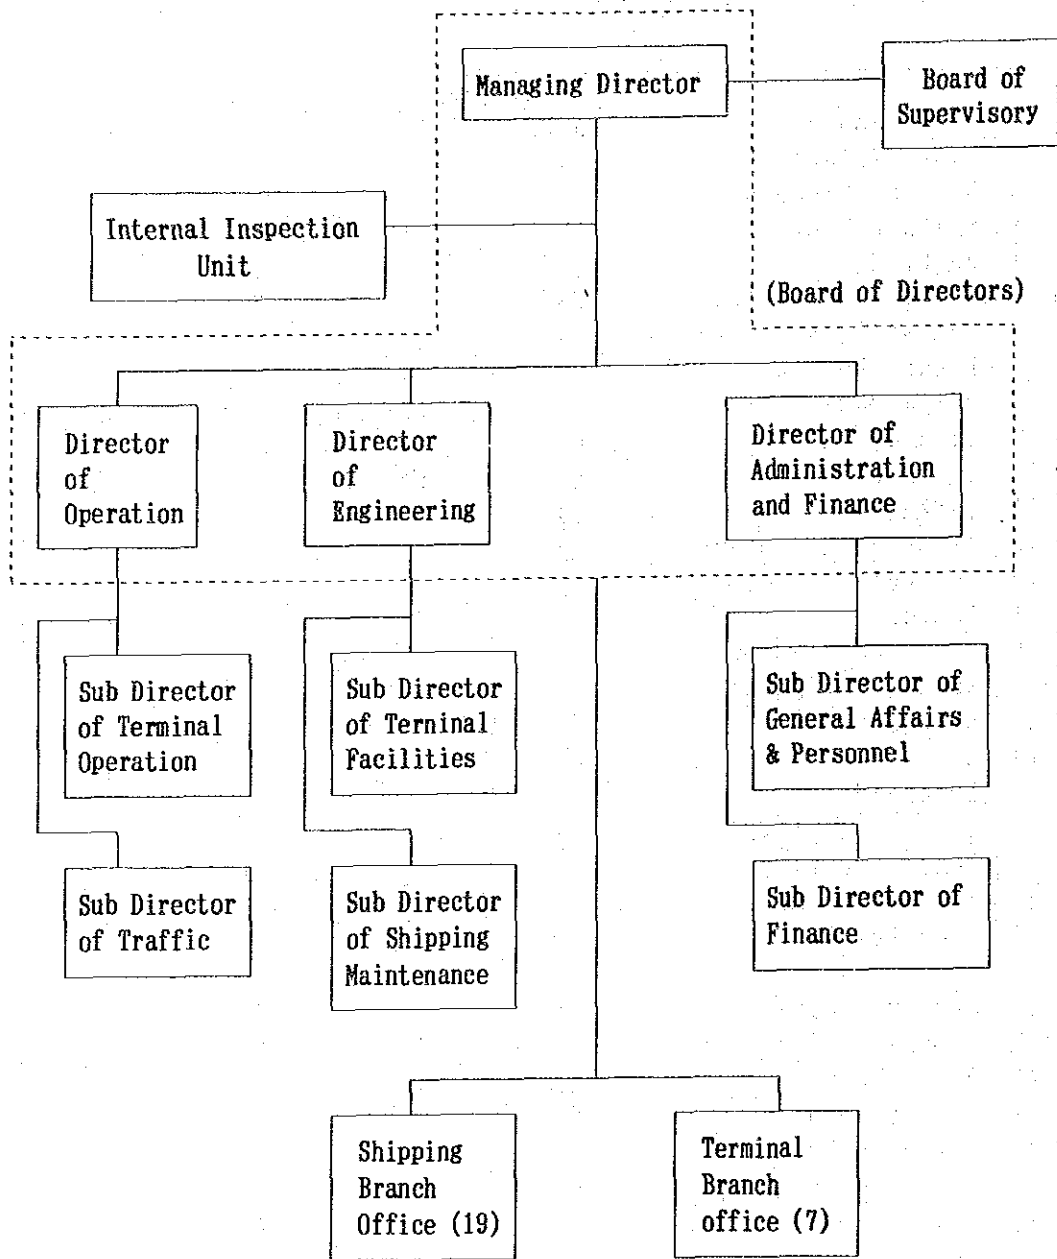 Managing Director
Board of
Supervisory
Internal Inspection
Unit
(Board of Directors)
Director
of
Operation
Director
of
Engineering
Director of
Administration
and Finance
Sub Director
of Terminal
Operation
Sub Director
of Terninal
Facilities
Sub Director of
General Affairs
& Personnel
Sub Director
of Traffic
Sub Director
of Shipping
Maintenance
Sub Director of
Finance
Shipping
Branch
Office (19)
Terminal
Branch
office (7)